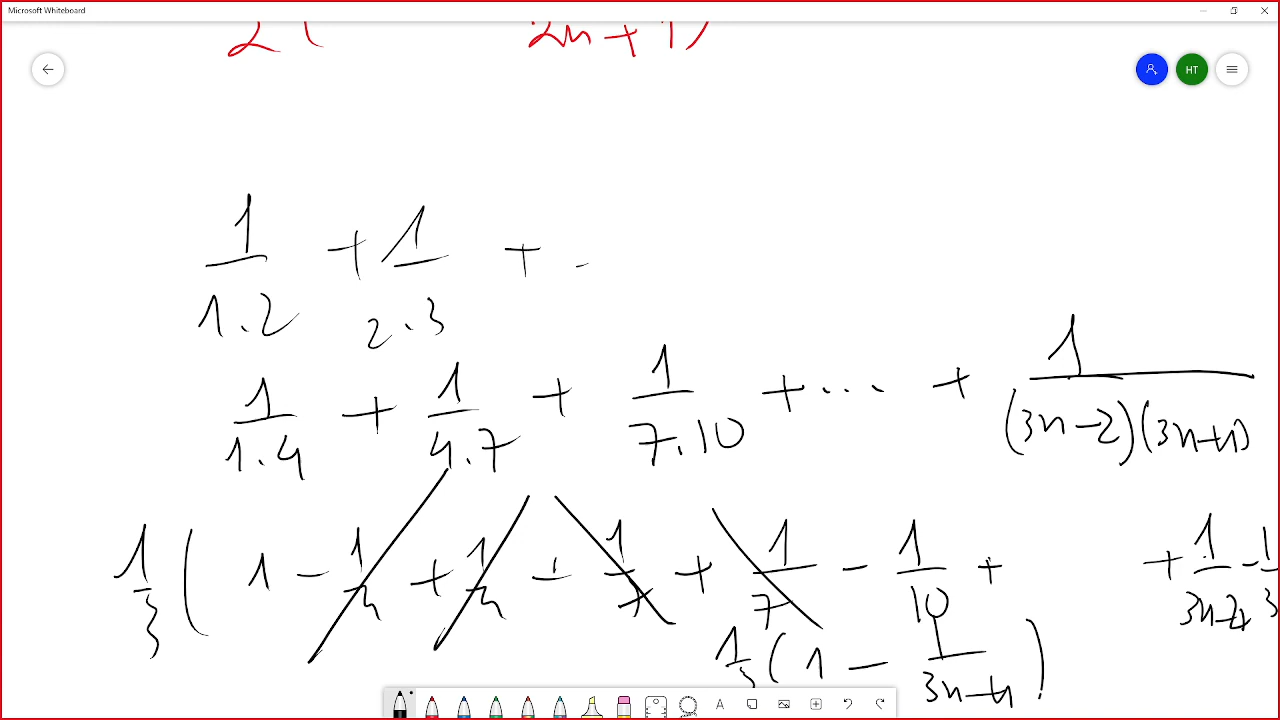 Microsoft Whiteboard
2( 2n+1)
HT
1/1.2 + 1/2.3 + .
1/1.4 + 1/4.7 + 1/7.10 + ... + 1/(3n-2)(3n+1)
1/3 ( 1 - 1/4 + 1/4 - 1/7 + 1/7 - 1/10 + + 1/3n-2 - 1/3
1/3 ( 1 - 1/3n+1 )
A